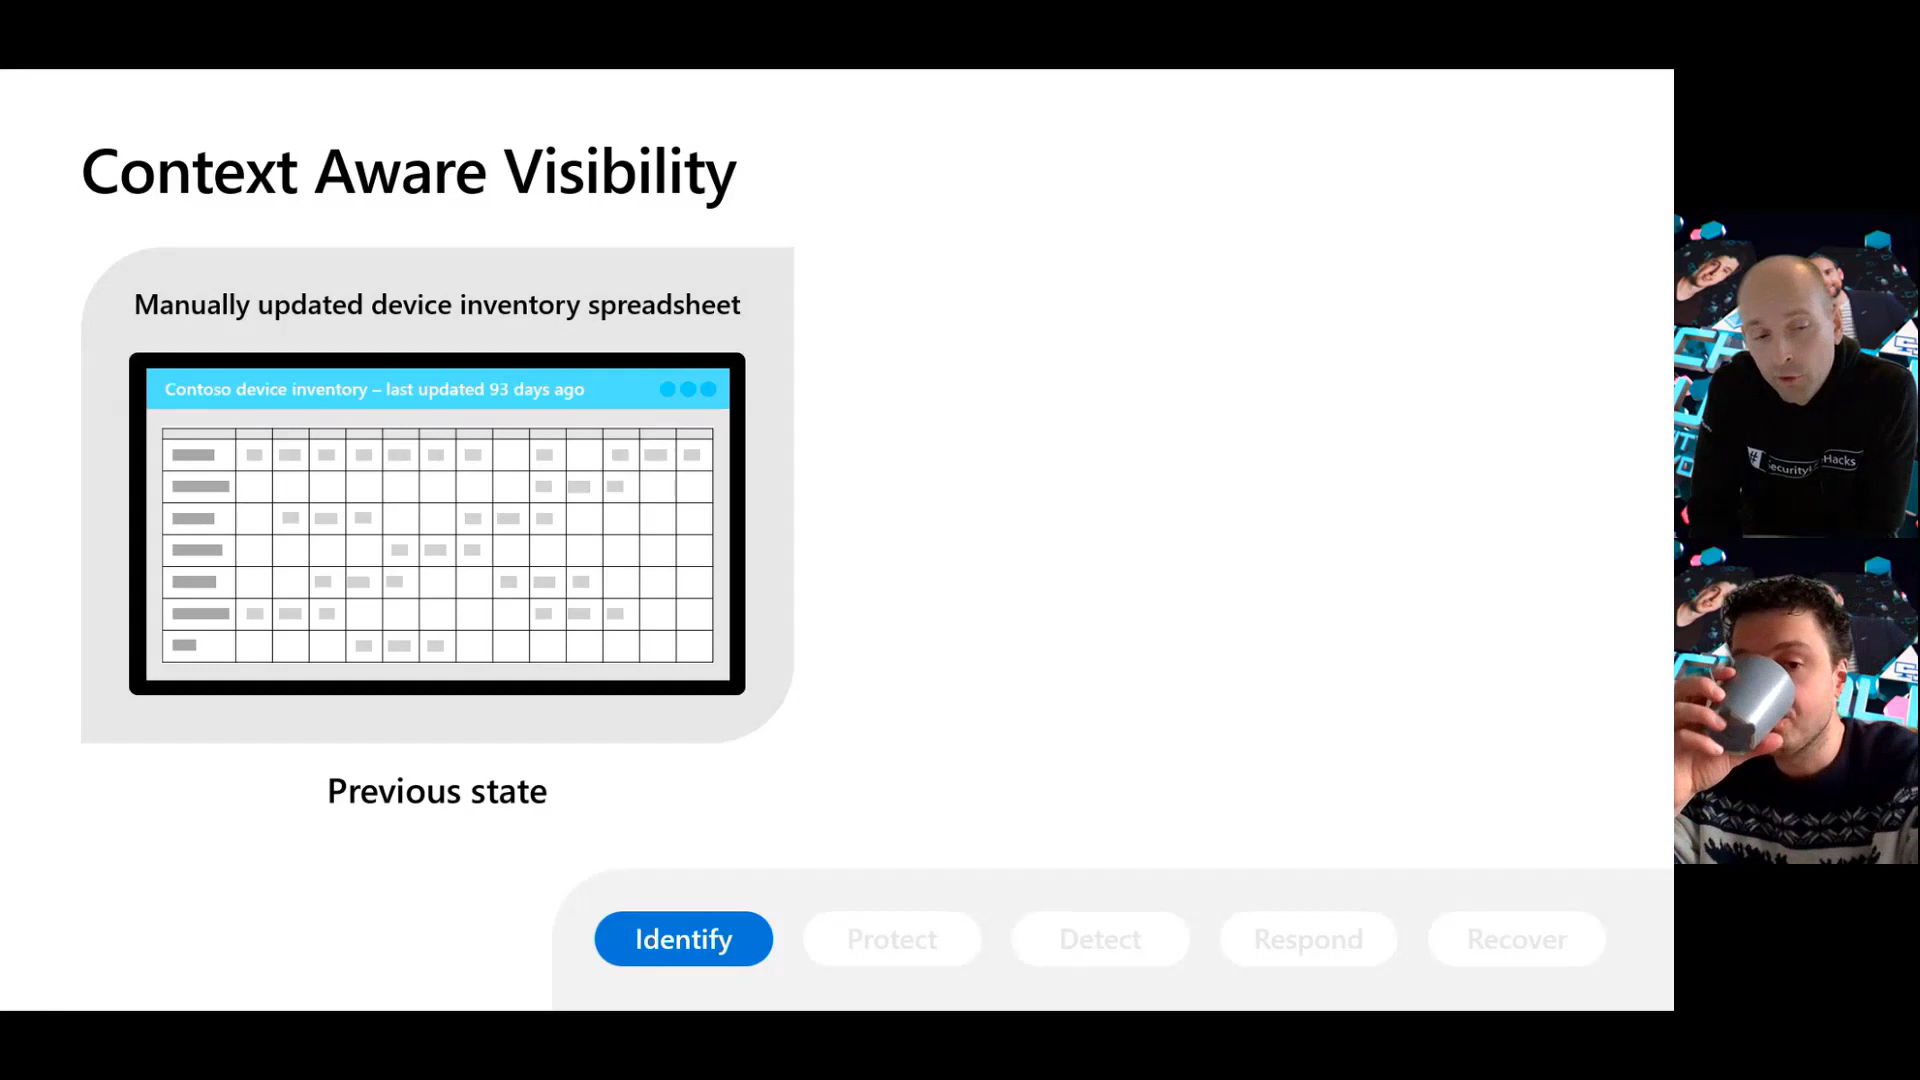 Context Aware Visibility
Manually updated device inventory spreadsheet
Contoso device inventory – last updated 93 days ago
Previous state
Identify
Protect
Detect
Respond
Recover